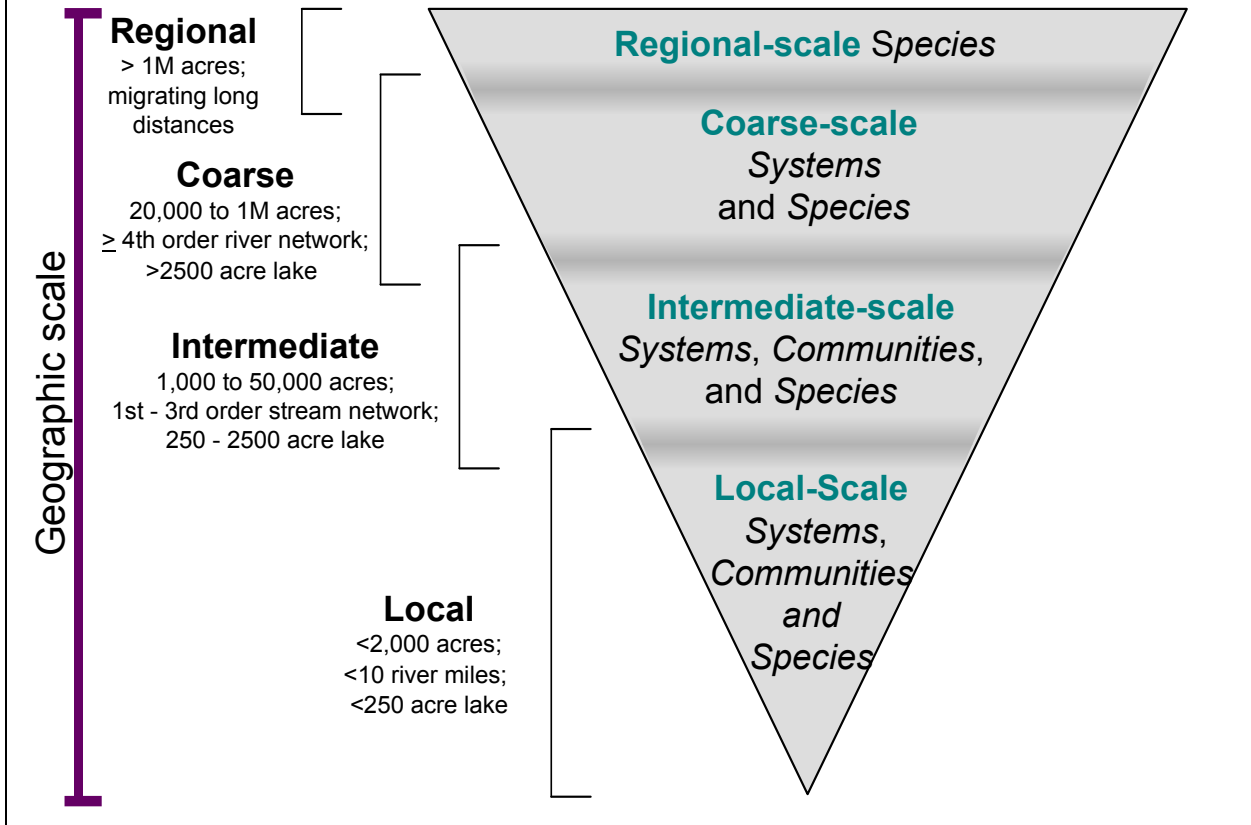 Geographic scale
Regional
> 1M acres;
migrating long
distances
Coarse
20,000 to 1M acres;
≥ 4th order river network;
>2500 acre lake
Intermediate
1,000 to 50,000 acres;
1st - 3rd order stream network;
250 - 2500 acre lake
Local
<2,000 acres;
<10 river miles;
<250 acre lake
Regional-scale Species
Coarse-scale
Systems
and Species
Intermediate-scale
Systems, Communities,
and Species
Local-Scale
Systems,
Communities
and
Species